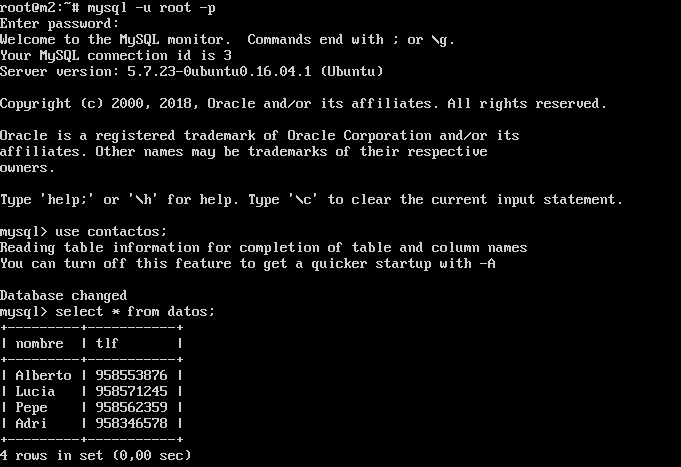 root@m2:~# mysql -u root -p
Enter password:
Welcome to the MySQL monitor.  Commands end with ; or \g.
Your MySQL connection id is 3
Server version: 5.7.23-0ubuntu0.16.04.1 (Ubuntu)

Copyright (c) 2000, 2018, Oracle and/or its affiliates. All rights reserved.

Oracle is a registered trademark of Oracle Corporation and/or its
affiliates. Other names may be trademarks of their respective
owners.

Type 'help;' or '\h' for help. Type '\c' to clear the current input statement.

mysql> use contactos;
Reading table information for completion of table and column names
You can turn off this feature to get a quicker startup with -A

Database changed
mysql> select * from datos;
+---------+-----------+
| nombre  | tlf       |
+---------+-----------+
| Alberto | 958553876 |
| Lucia   | 958571245 |
| Pepe    | 958562359 |
| Adri    | 958346578 |
+---------+-----------+
4 rows in set (0,00 sec)